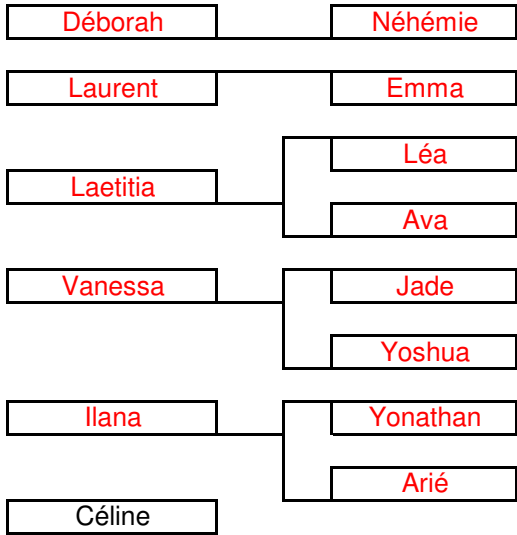 Déborah Néhémie
Laurent Emma
Léa
Laetitia
Ava
Vanessa Jade
Yoshua
Ilana Yonathan
Arié
Céline